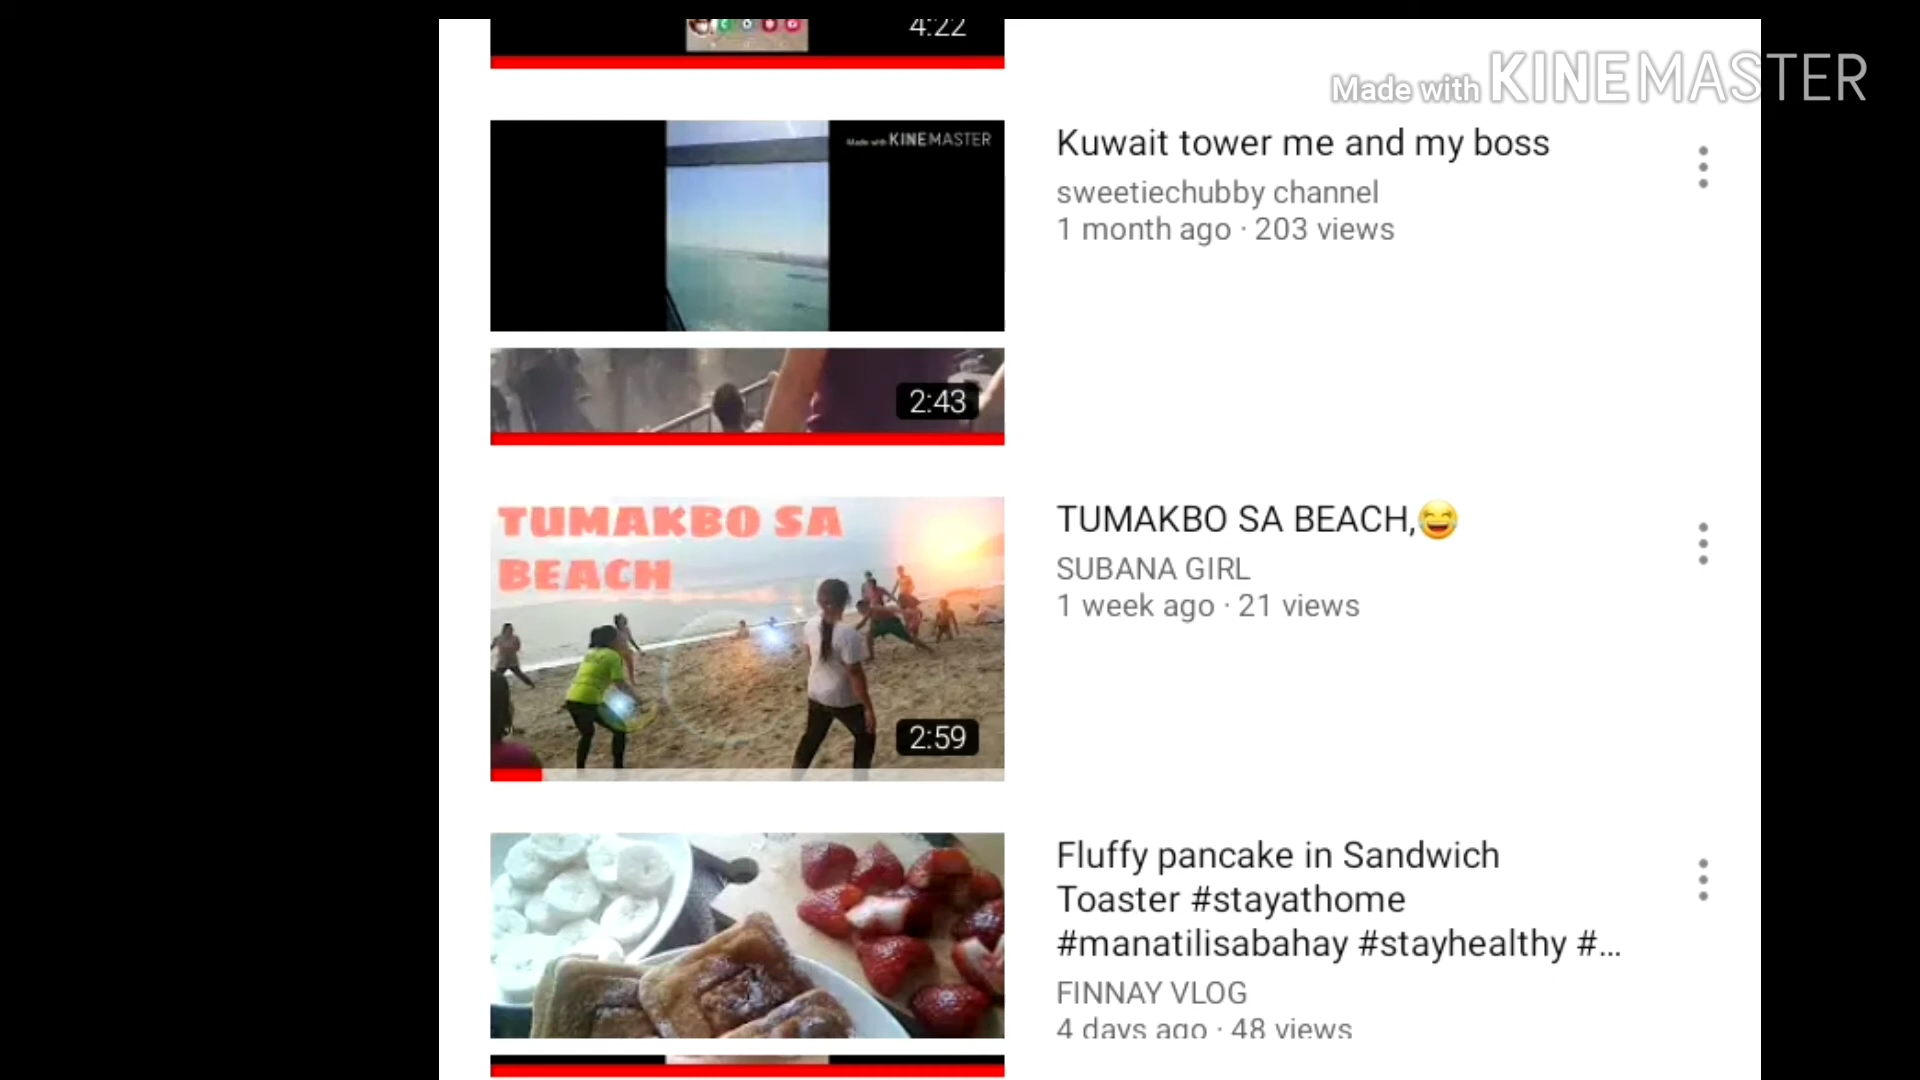 4:22
Made with KINEMASTER
Made with KINEMASTER
Kuwait tower me and my boss
sweetiechubby channel
1 month ago · 203 views
2:43
TUMAKBO SA
BEACH
2:59
TUMAKBO SA BEACH,😂
SUBANA GIRL
1 week ago · 21 views
Fluffy pancake in Sandwich
Toaster #stayathome
#manatilisabahay #stayhealthy #...
FINNAY VLOG
4 days ago · 48 views